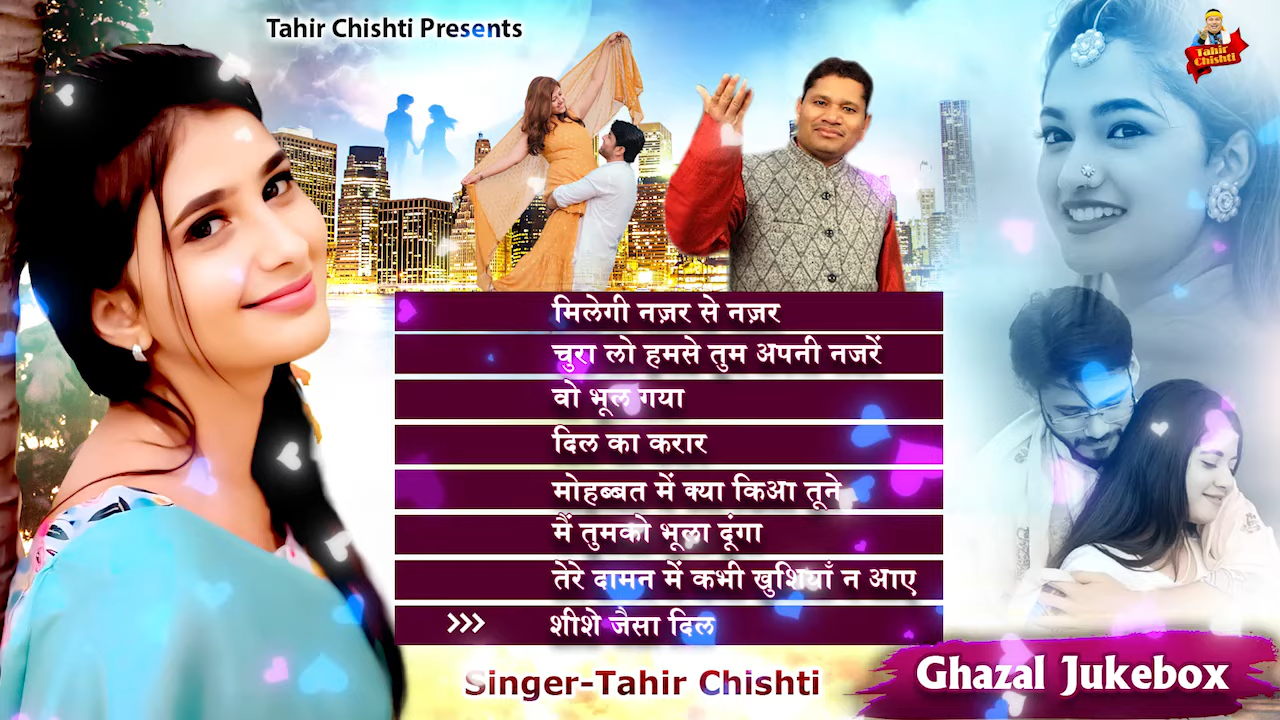 Tahir Chishti Presents
Tahir
Chishti
मिलेगी नज़र से नज़र
चुरा लो हमसे तुम अपनी नजरें
वो भूल गया
दिल का करार
मोहब्बत में क्या किआ तूने
मैं तुमको भूला दूंगा
तेरे दामन में कभी खुशियाँ न आए
>>> शीशे जैसा दिल
Singer-Tahir Chishti
Ghazal Jukebox